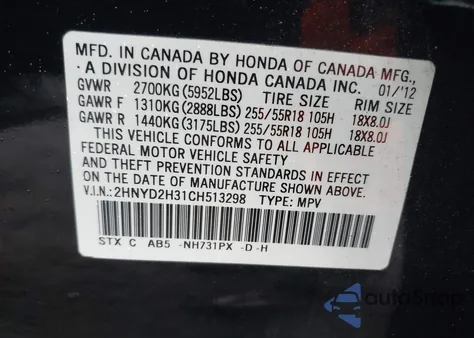 MFD. IN CANADA BY HONDA OF CANADA MFG.,
A DIVISION OF HONDA CANADA INC. 01/'12
GVWR 2700KG(5952LBS) TIRE SIZE RIM SIZE
GAWR F 1310KG(2888LBS) 255/55R18 105H 18X8.0J
GAWR R 1440KG(3175LBS) 255/55R18 105H 18X8.0J
THIS VEHICLE CONFORMS TO ALL APPLICABLE
FEDERAL MOTOR VEHICLE SAFETY
AND THEFT PREVENTION STANDARDS IN EFFECT
ON THE DATE OF MANUFACTURE SHOWN ABOVE.
V.I.N.: 2HNYD2H31CH513298 TYPE: MPV
STX C AB5 -NH731PX -D -H
autoSnap